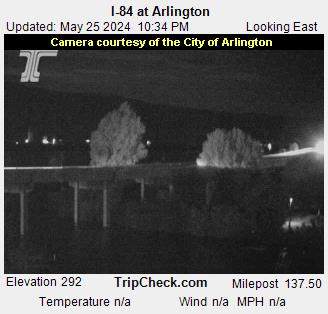 I-84 at Arlington
Updated: May 25 2024 10:34 PM Looking East
Camera courtesy of the City of Arlington
Elevation 292 TripCheck.com Milepost 137.50
Temperature n/a Wind n/a MPH n/a